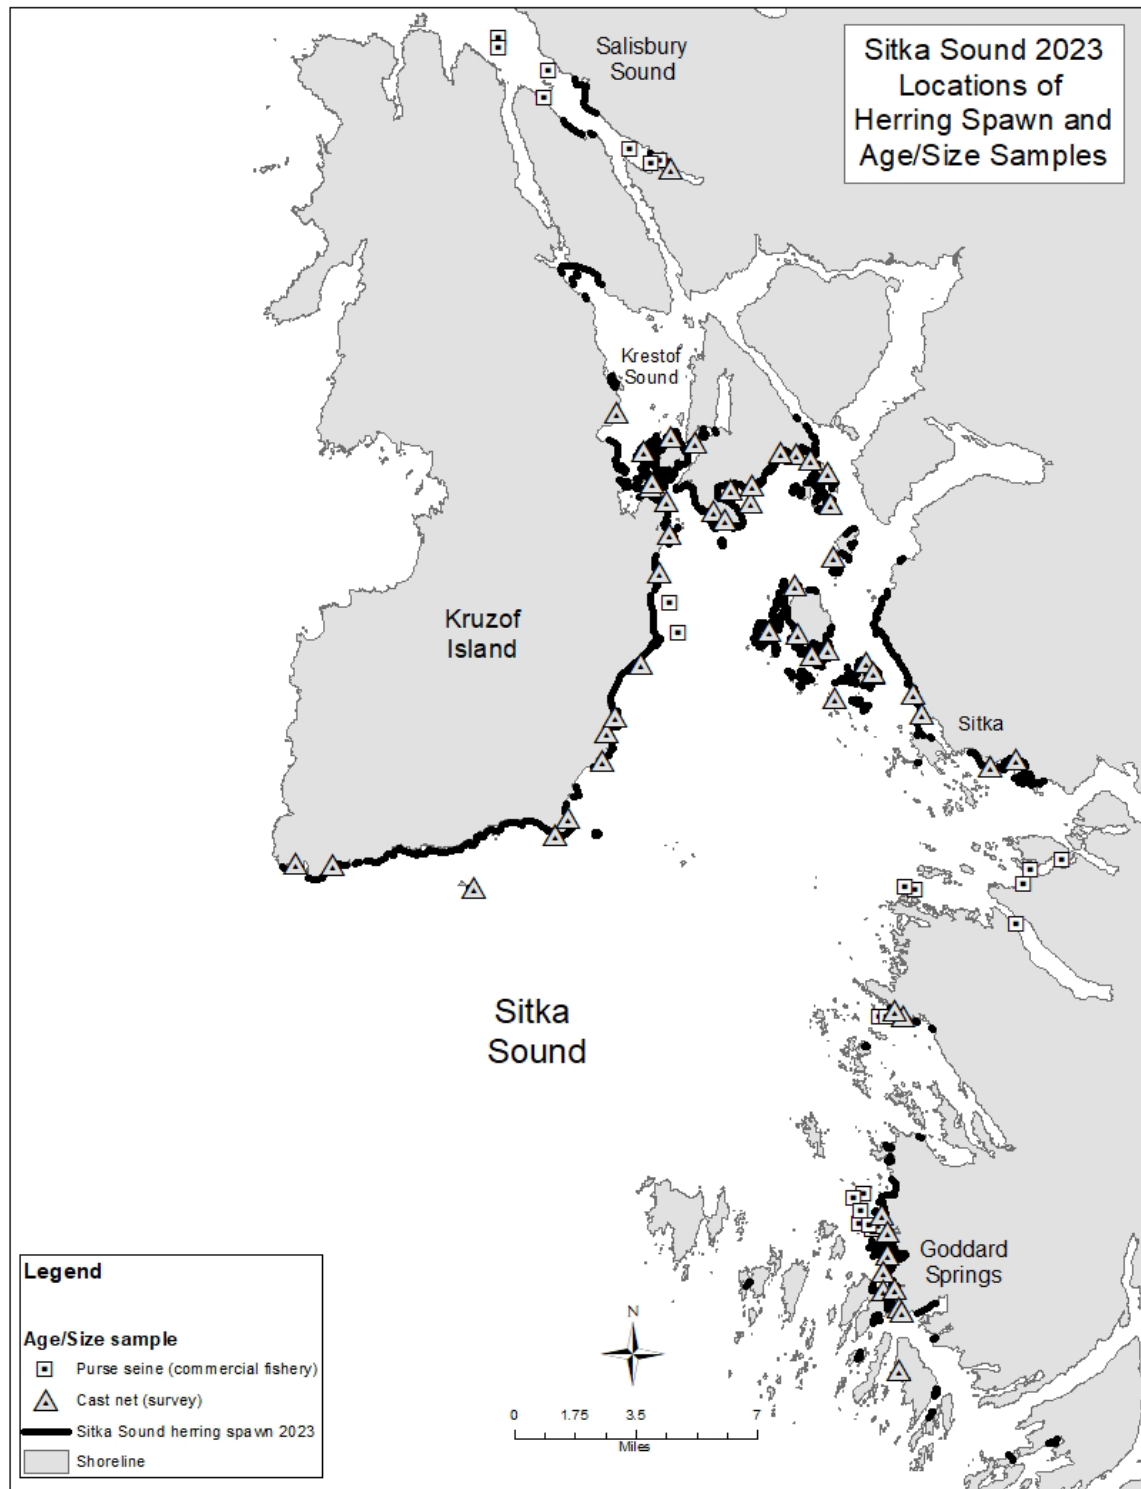 Salisbury
Sound
Sitka Sound 2023
Locations of
Herring Spawn and
Age/Size Samples
Krestof
Sound
Kruzof
Island
Sitka
Sitka
Sound
Goddard
Springs
Legend
Age/Size sample
Purse seine (commercial fishery)
Cast net (survey)
Sitka Sound herring spawn 2023
Shoreline
N
0 1.75 3.5 7
Miles